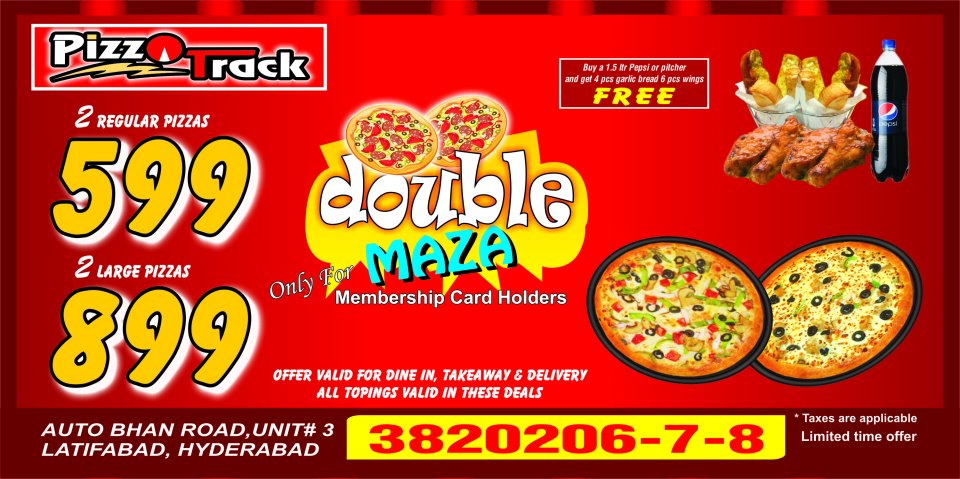 Pizzo Track
Buy a 1.5 ltr Pepsi or pitcher
and get 4 pcs garlic bread 6 pcs wings
FREE
pepsi
2 REGULAR PIZZAS
599
double
MAZA
Only For
Membership Card Holders
2 LARGE PIZZAS
899
OFFER VALID FOR DINE IN, TAKEAWAY & DELIVERY
ALL TOPINGS VALID IN THESE DEALS
AUTO BHAN ROAD,UNIT# 3
LATIFABAD, HYDERABAD
3820206-7-8
* Taxes are applicable
Limited time offer